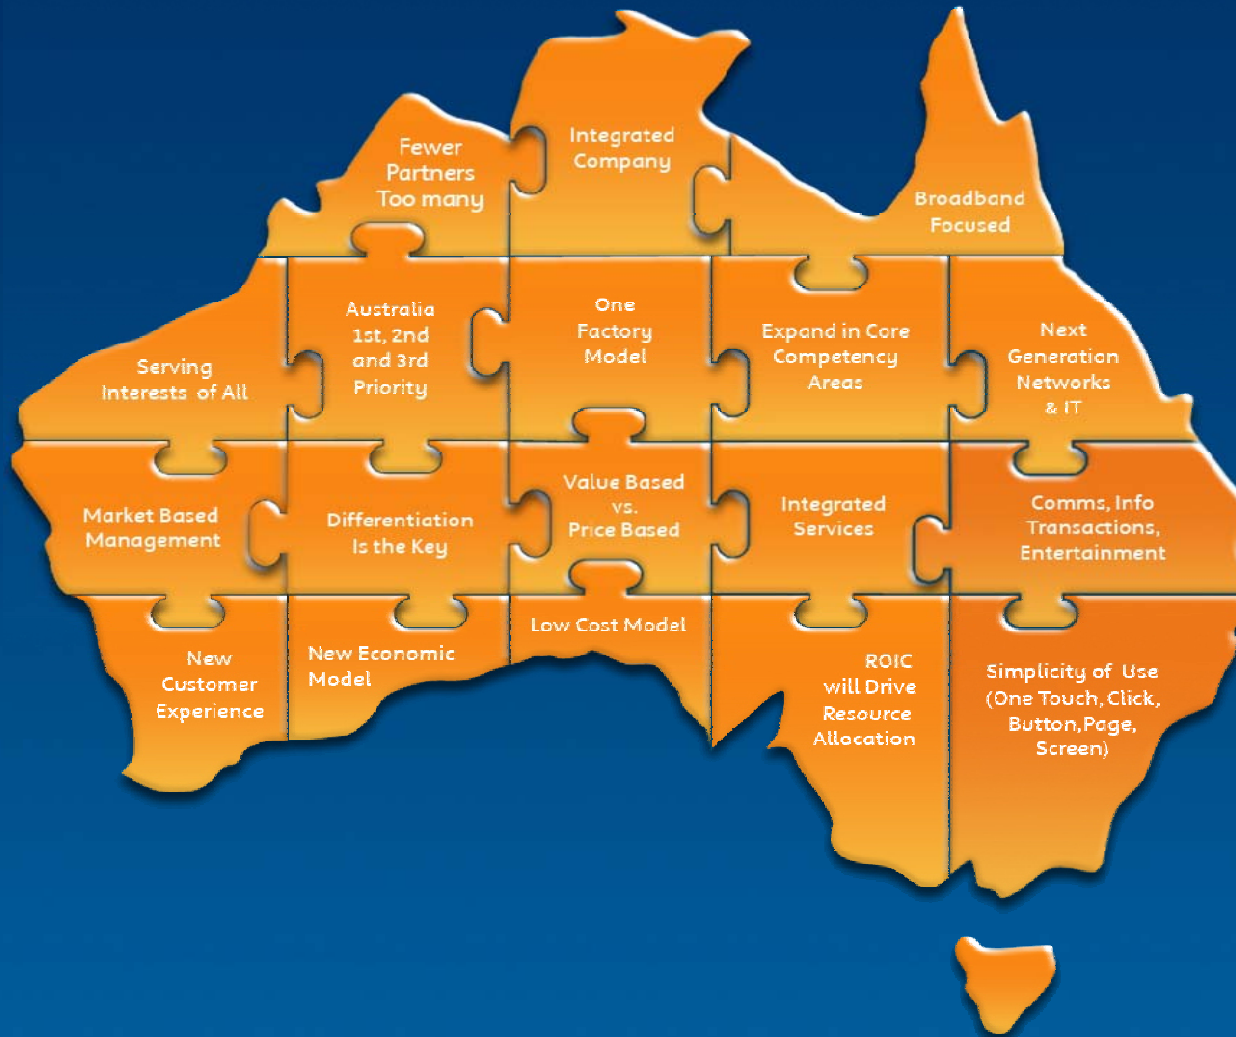 Fewer
Partners
Too many
Integrated
Company
Broadband
Focused
Serving
Interests of All
Australia
1st, 2nd
and 3rd
Priority
One
Factory
Model
Expand in Core
Competency
Areas
Next
Generation
Networks
& IT
Market Based
Management
Differentiation
Is the Key
Value Based
vs.
Price Based
Integrated
Services
Comms, Info
Transactions,
Entertainment
New
Customer
Experience
New Economic
Model
Low Cost Model
ROIC
will Drive
Resource
Allocation
Simplicity of Use
(One Touch, Click,
Button, Page,
Screen)